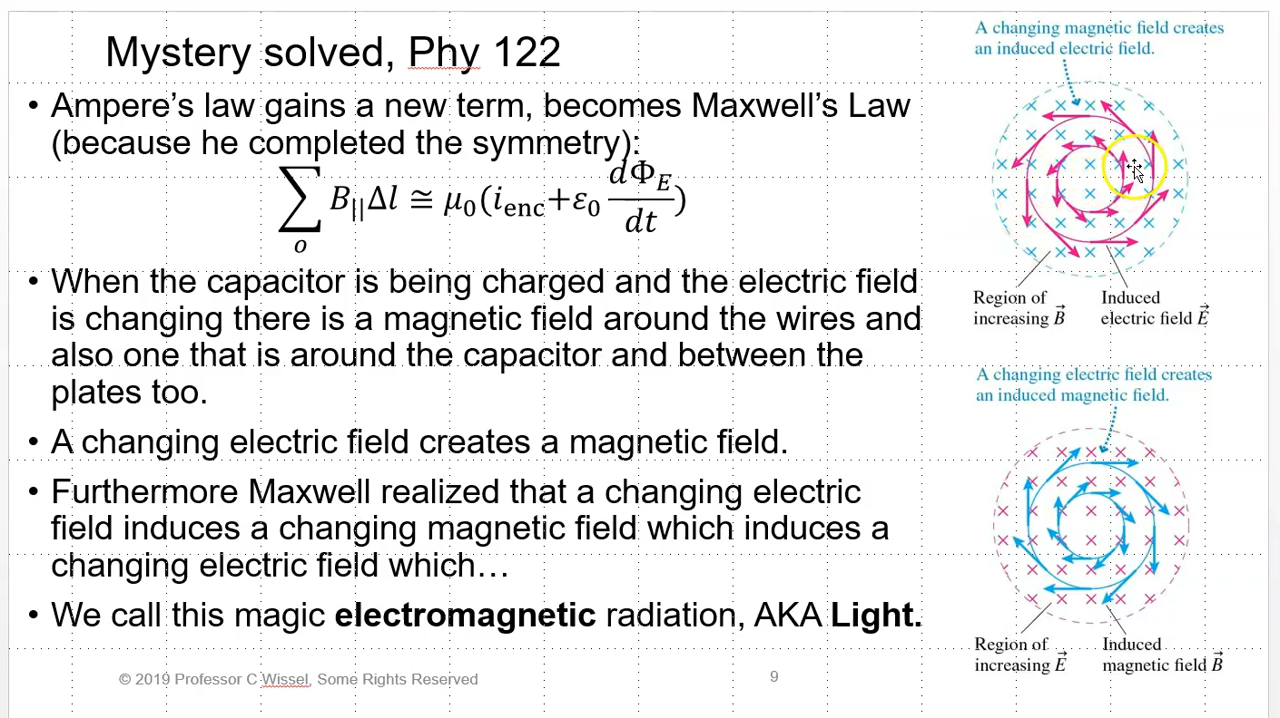 Mystery solved, Phy 122
• Ampere’s law gains a new term, becomes Maxwell’s Law
(because he completed the symmetry):
∑ₒ B_|| Δl ≅ μ₀(i_enc+ε₀ dΦ_E/dt)
• When the capacitor is being charged and the electric field
is changing there is a magnetic field around the wires and
also one that is around the capacitor and between the
plates too.
• A changing electric field creates a magnetic field.
• Furthermore Maxwell realized that a changing electric
field induces a changing magnetic field which induces a
changing electric field which…
• We call this magic electromagnetic radiation, AKA Light.
A changing magnetic field creates
an induced electric field.
Region of
increasing B⃗
Induced
electric field E⃗
A changing electric field creates
an induced magnetic field.
Region of
increasing E⃗
Induced
magnetic field B⃗
© 2019 Professor C Wissel, Some Rights Reserved
9